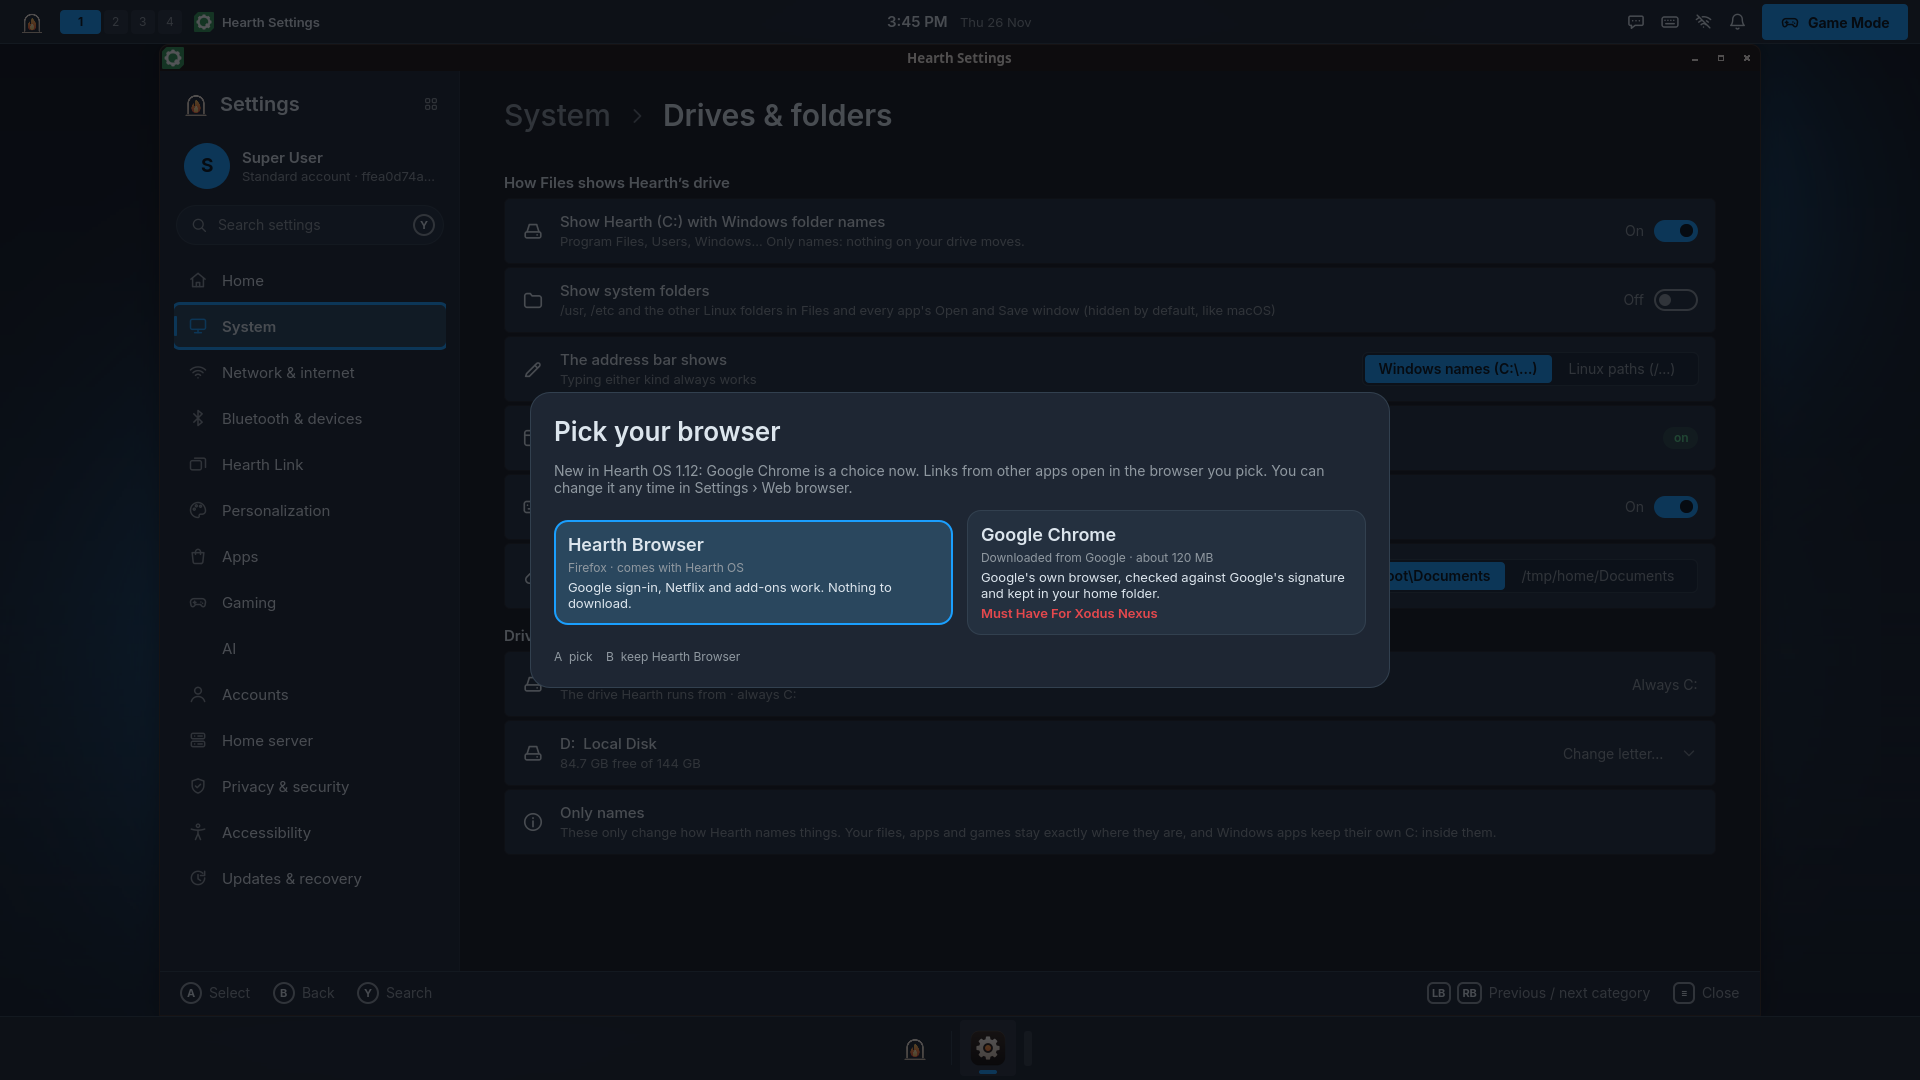 1 2 3 4 Hearth Settings
3:45 PM Thu 26 Nov
Game Mode
Hearth Settings
Settings
S
Super User
Standard account · ffea0d74a...
Search settings Y
Home
System
Network & internet
Bluetooth & devices
Hearth Link
Personalization
Apps
Gaming
AI
Accounts
Home server
Privacy & security
Accessibility
Updates & recovery
System › Drives & folders
How Files shows Hearth's drive
Show Hearth (C:) with Windows folder names
Program Files, Users, Windows... Only names: nothing on your drive moves.
On
Show system folders
/usr, /etc and the other Linux folders in Files and every app's Open and Save window (hidden by default, like macOS)
Off
The address bar shows
Typing either kind always works
Windows names (C:\...) Linux paths (/...)
on
On
\Documents /tmp/home/Documents
Pick your browser
New in Hearth OS 1.12: Google Chrome is a choice now. Links from other apps open in the browser you pick. You can
change it any time in Settings › Web browser.
Hearth Browser
Firefox · comes with Hearth OS
Google sign-in, Netflix and add-ons work. Nothing to
download.
Google Chrome
Downloaded from Google · about 120 MB
Google's own browser, checked against Google's signature
and kept in your home folder.
Must Have For Xodus Nexus
A pick B keep Hearth Browser
The drive Hearth runs from · always C:
Always C:
D: Local Disk
84.7 GB free of 144 GB
Change letter...
Only names
These only change how Hearth names things. Your files, apps and games stay exactly where they are, and Windows apps keep their own C: inside them.
A Select B Back Y Search
LB RB Previous / next category ≡ Close